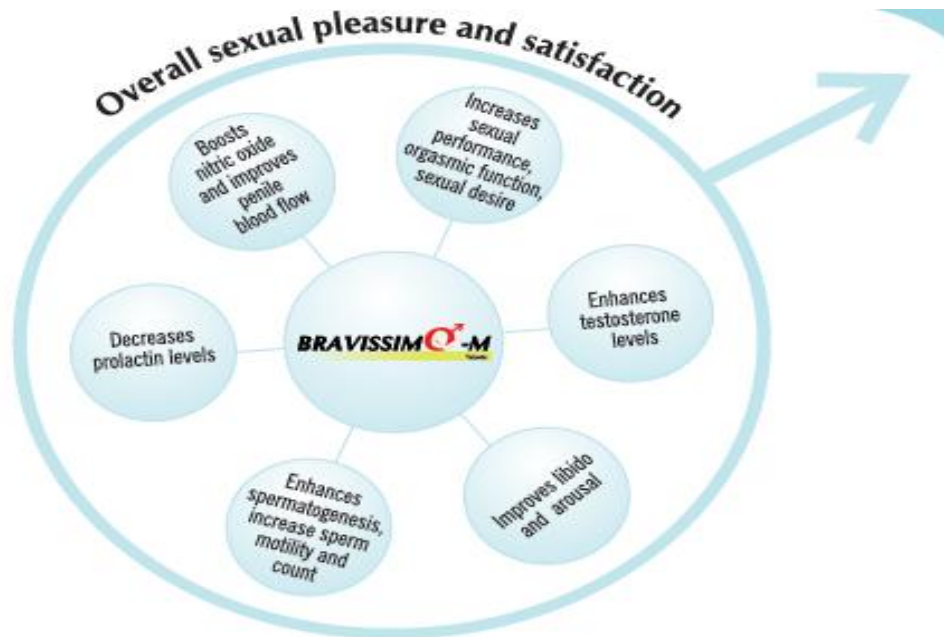 Overall sexual pleasure and satisfaction
Boosts
nitric oxide
and improves
penile
blood flow
Increases
sexual
performance,
orgasmic function,
sexual desire
Decreases
prolactin levels
BRAVISSIMO-M
Enhances
testosterone
levels
Enhances
spermatogenesis,
increase sperm
motility and
count
Improves libido
and arousal